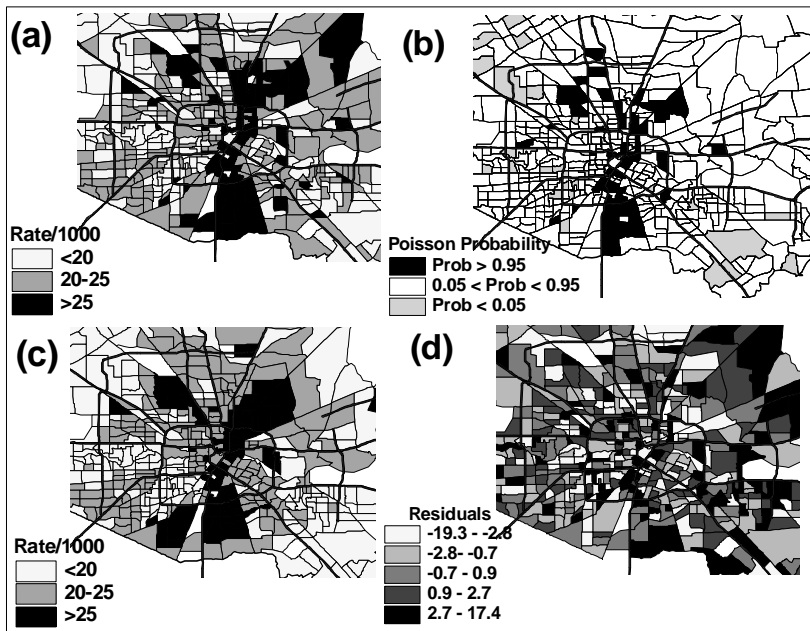 (a)
Rate/1000
<20
20-25
>25
(b)
Poisson Probability
Prob > 0.95
0.05 < Prob < 0.95
Prob < 0.05
(c)
Rate/1000
<20
20-25
>25
(d)
Residuals
-19.3 - -2.8
-2.8- -0.7
-0.7 - 0.9
0.9 - 2.7
2.7 - 17.4